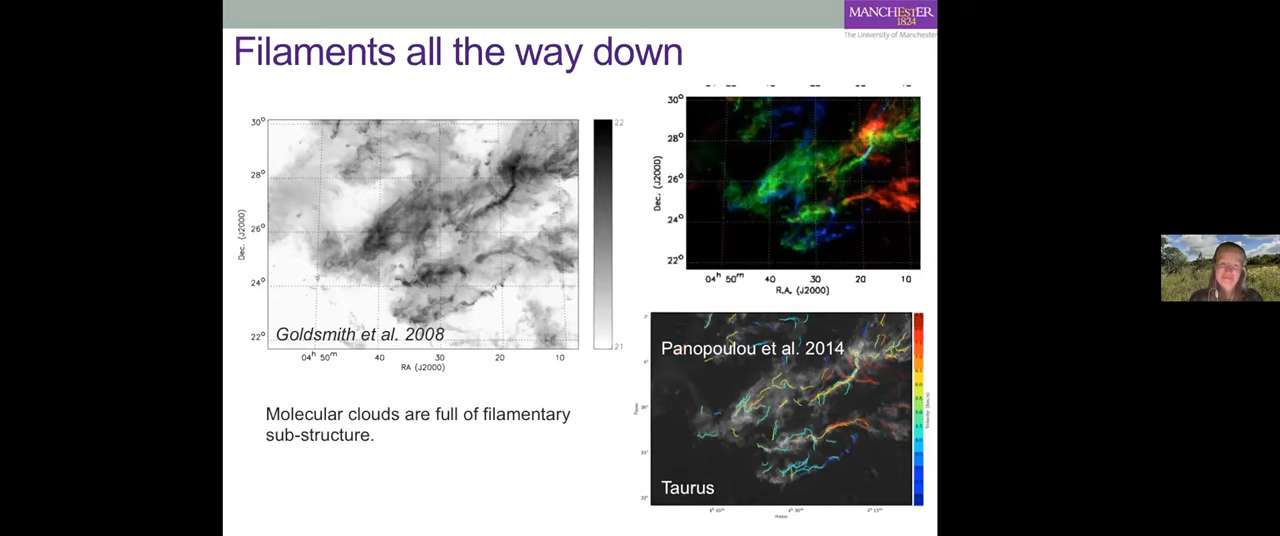 MANCHESTER
1824
The University of Manchester
Filaments all the way down
30°
28°
26°
24°
22°
Dec. (J2000)
04ʰ 50ᵐ 40 30 20 10
RA (J2000)
22
21
Goldsmith et al. 2008
30°
28°
26°
24°
22°
Dec. (J2000)
04ʰ 50ᵐ 40 30 20 10
R.A. (J2000)
Molecular clouds are full of filamentary
sub-structure.
Panopoulou et al. 2014
Taurus